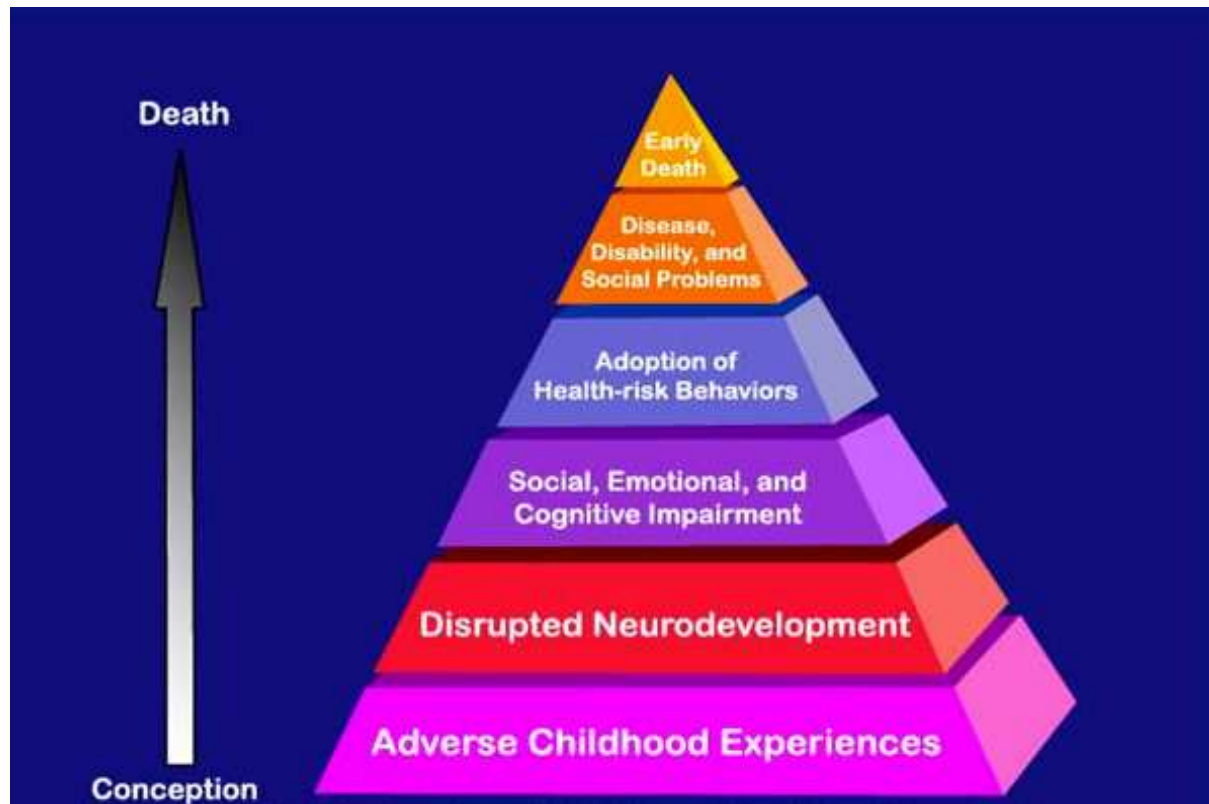 Death
Early
Death
Disease,
Disability, and
Social Problems
Adoption of
Health-risk Behaviors
Social, Emotional, and
Cognitive Impairment
Disrupted Neurodevelopment
Adverse Childhood Experiences
Conception